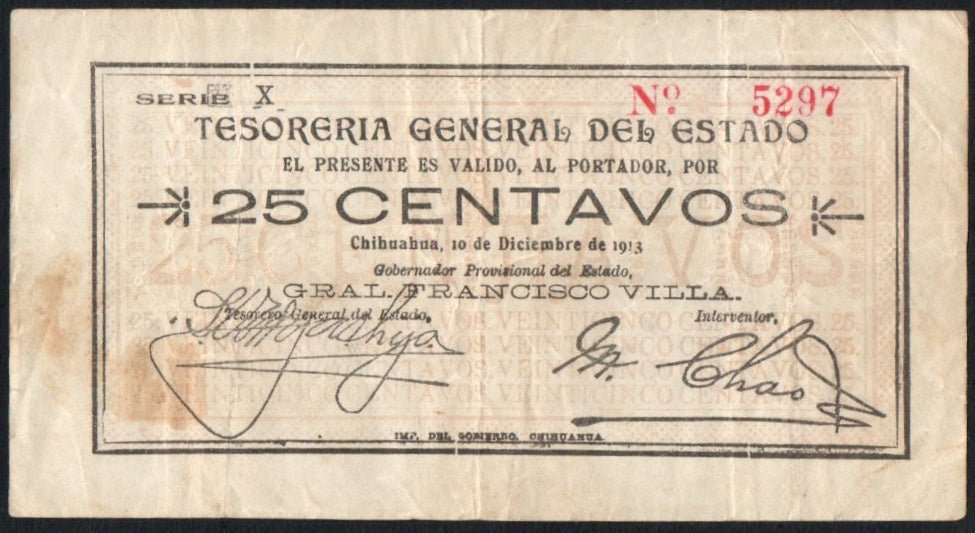 SERIE X
Nº 5297
TESORERIA GENERAL DEL ESTADO
EL PRESENTE ES VALIDO, AL PORTADOR, POR
25 CENTAVOS
Chihuahua, 10 de Diciembre de 1913
Gobernador Provisional del Estado,
GRAL. FRANCISCO VILLA.
Tesorero General del Estado,
Interventor,
M. Chao
IMP. DEL GOBIERNO, CHIHUAHUA.